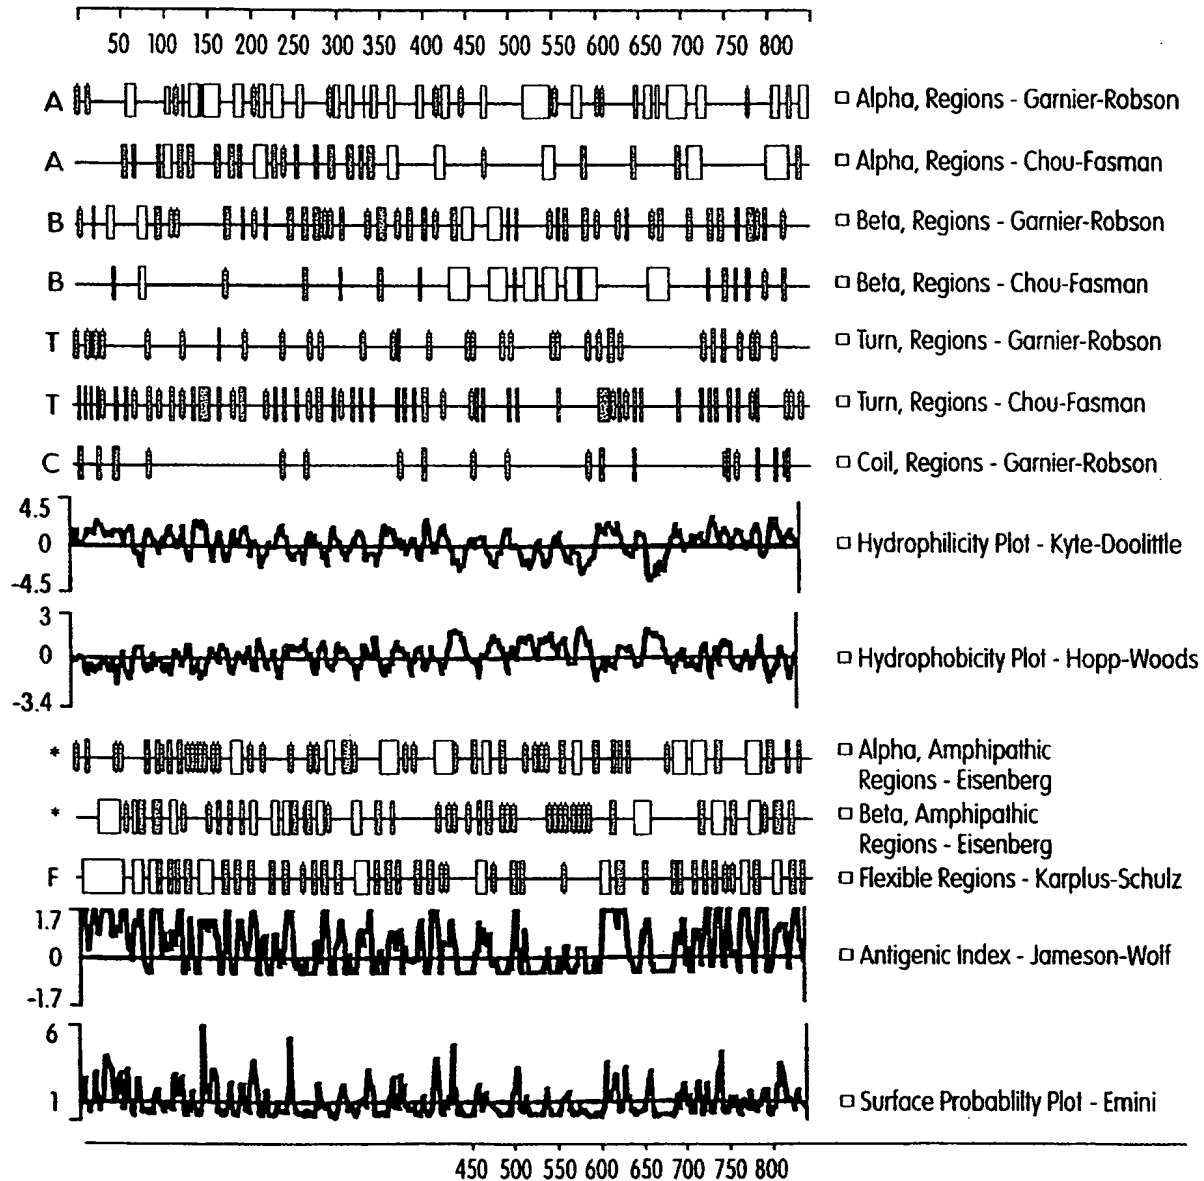 50 100 150 200 250 300 350 400 450 500 550 600 650 700 750 800
A Alpha, Regions - Garnier-Robson
A Alpha, Regions - Chou-Fasman
B Beta, Regions - Garnier-Robson
B Beta, Regions - Chou-Fasman
T Turn, Regions - Garnier-Robson
T Turn, Regions - Chou-Fasman
C Coil, Regions - Garnier-Robson
4.5
0 Hydrophilicity Plot - Kyte-Doolittle
-4.5
3
0 Hydrophobicity Plot - Hopp-Woods
-3.4
* Alpha, Amphipathic
Regions - Eisenberg
* Beta, Amphipathic
Regions - Eisenberg
F Flexible Regions - Karplus-Schulz
1.7
0 Antigenic Index - Jameson-Wolf
-1.7
6
1 Surface Probablilty Plot - Emini
450 500 550 600 650 700 750 800